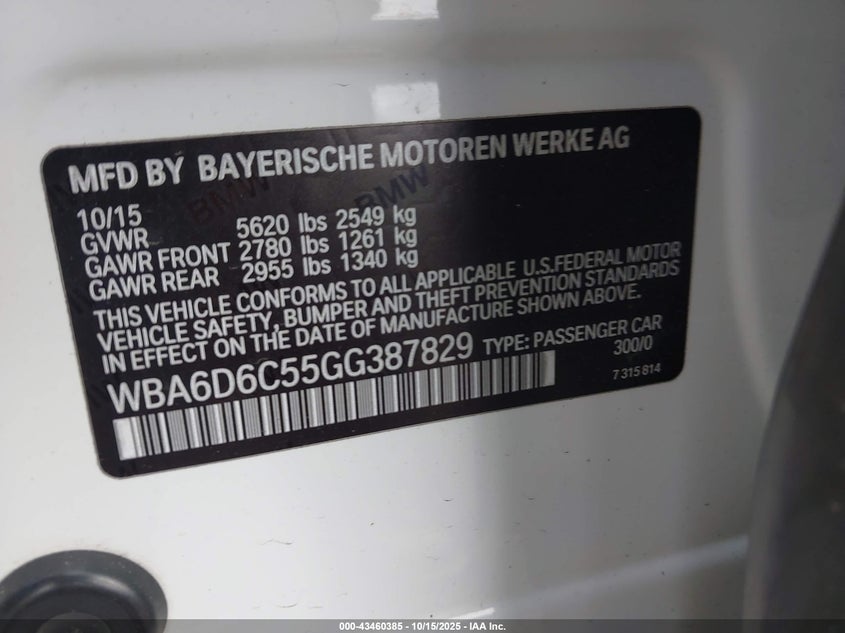 MFD BY BAYERISCHE MOTOREN WERKE AG
10/15
GVWR 5620 lbs 2549 kg
GAWR FRONT 2780 lbs 1261 kg
GAWR REAR 2955 lbs 1340 kg
THIS VEHICLE CONFORMS TO ALL APPLICABLE U.S.FEDERAL MOTOR
VEHICLE SAFETY, BUMPER AND THEFT PREVENTION STANDARDS
IN EFFECT ON THE DATE OF MANUFACTURE SHOWN ABOVE.
WBA6D6C55GG387829 TYPE: PASSENGER CAR
300/0
7 315 814
BMW BMW
000-43460385 - 10/15/2025 - IAA Inc.